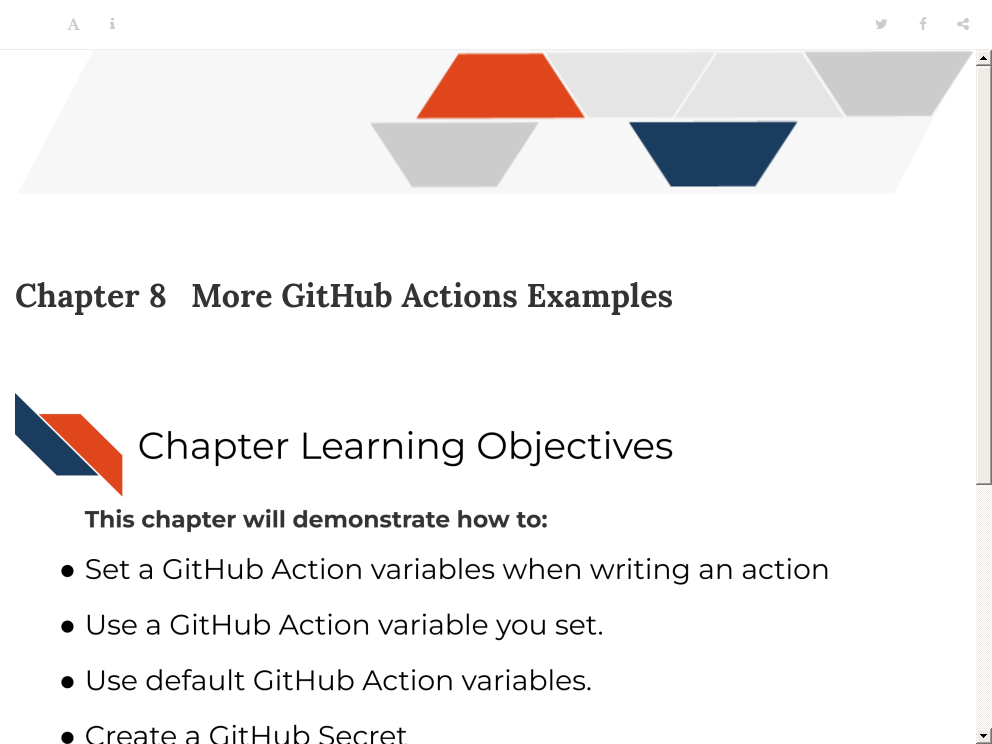 A i
Chapter 8 More GitHub Actions Examples
Chapter Learning Objectives
This chapter will demonstrate how to:
● Set a GitHub Action variables when writing an action
● Use a GitHub Action variable you set.
● Use default GitHub Action variables.
● Create a GitHub Secret